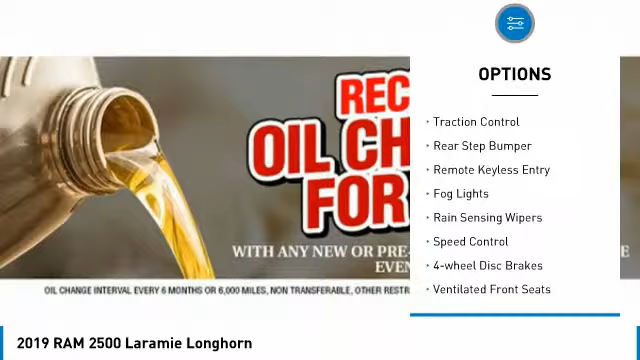 OPTIONS
Traction Control
Rear Step Bumper
Remote Keyless Entry
Fog Lights
Rain Sensing Wipers
Speed Control
4-wheel Disc Brakes
Ventilated Front Seats
REC
OIL CH
FOR
WITH ANY NEW OR PRE-
EVEN
OIL CHANGE INTERVAL EVERY 6 MONTHS OR 6,000 MILES, NON TRANSFERABLE, OTHER RESTR
2019 RAM 2500 Laramie Longhorn